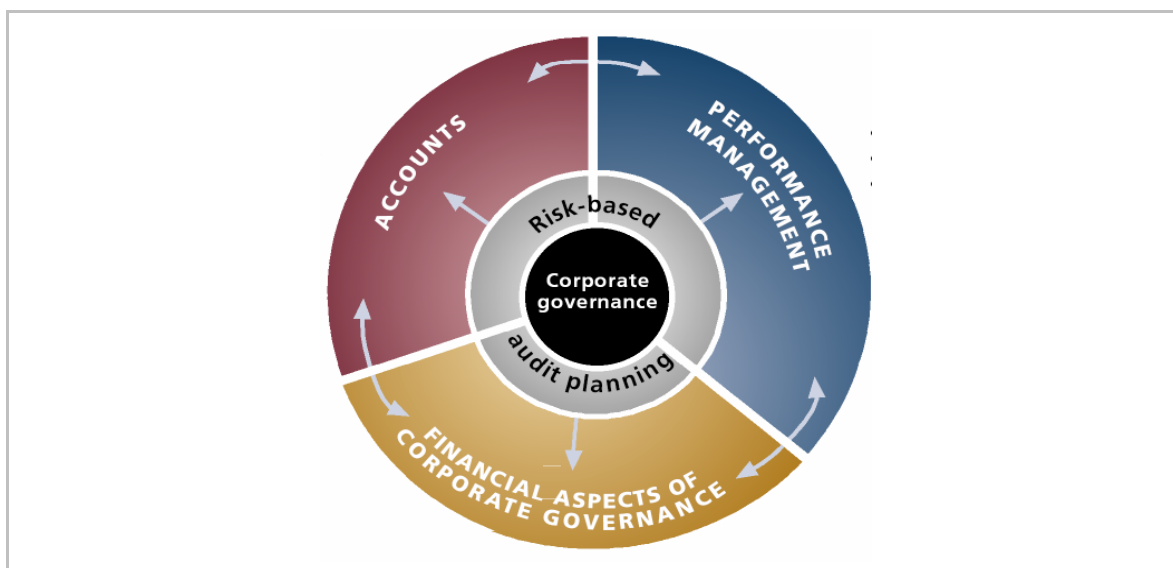 ACCOUNTS
PERFORMANCE
MANAGEMENT
Risk-based
Corporate
governance
audit planning
FINANCIAL ASPECTS OF
CORPORATE GOVERNANCE